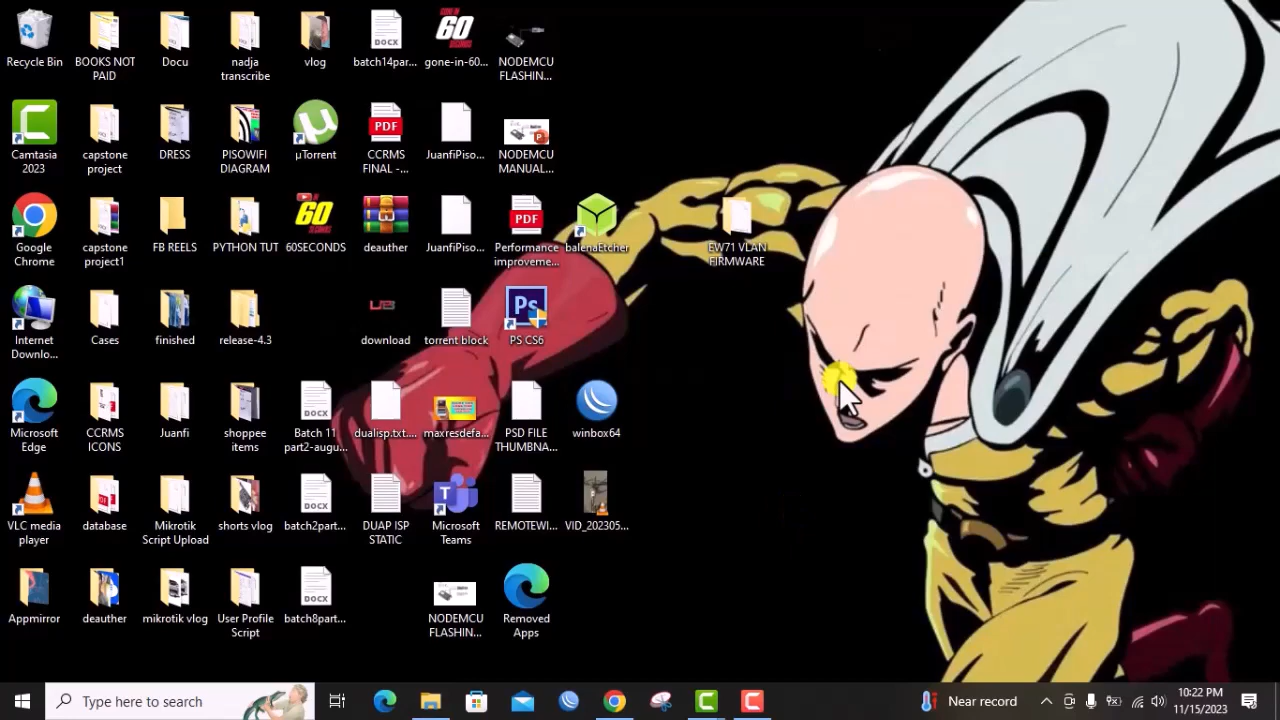 Recycle Bin
BOOKS NOT
PAID
Docu
nadja
transcribe
vlog
DOCX
batch14par...
GONE IN
60
SECONDS
gone-in-60...
NODEMCU
FLASHIN...
Camtasia
2023
capstone
project
DRESS
PISOWIFI
DIAGRAM
µTorrent
PDF
CCRMS
FINAL -...
JuanfiPiso...
NODEMCU
MANUAL...
Google
Chrome
capstone
project1
FB REELS
PYTHON TUT
60
60SECONDS
deauther
JuanfiPiso...
PDF
Performance
improveme...
balenaEtcher
EW71 VLAN
FIRMWARE
Internet
Downlo...
Cases
finished
release-4.3
UB
download
torrent block
Ps
PS CS6
Microsoft
Edge
CCRMS
ICONS
Juanfi
shoppee
items
DOCX
Batch 11
part2-augu...
dualisp.txt....
maxresdefa...
PSD FILE
THUMBNA...
winbox64
VLC media
player
database
Mikrotik
Script Upload
shorts vlog
DOCX
batch2part...
DUAP ISP
STATIC
Microsoft
Teams
REMOTEWI...
VID_202305...
Appmirror
deauther
mikrotik vlog
User Profile
Script
DOCX
batch8part...
NODEMCU
FLASHIN...
Removed
Apps
Type here to search
Near record
10:22 PM
11/15/2023